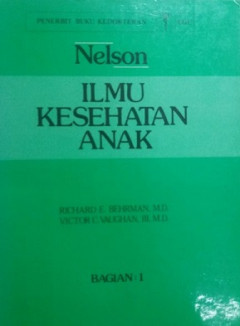 PENERBIT BUKU KEDOKTERAN
Nelson
ILMU
KESEHATAN
ANAK
RICHARD E. BEHRMAN, M.D.
VICTOR C. VAUGHAN, III, M.D.
BAGIAN 1